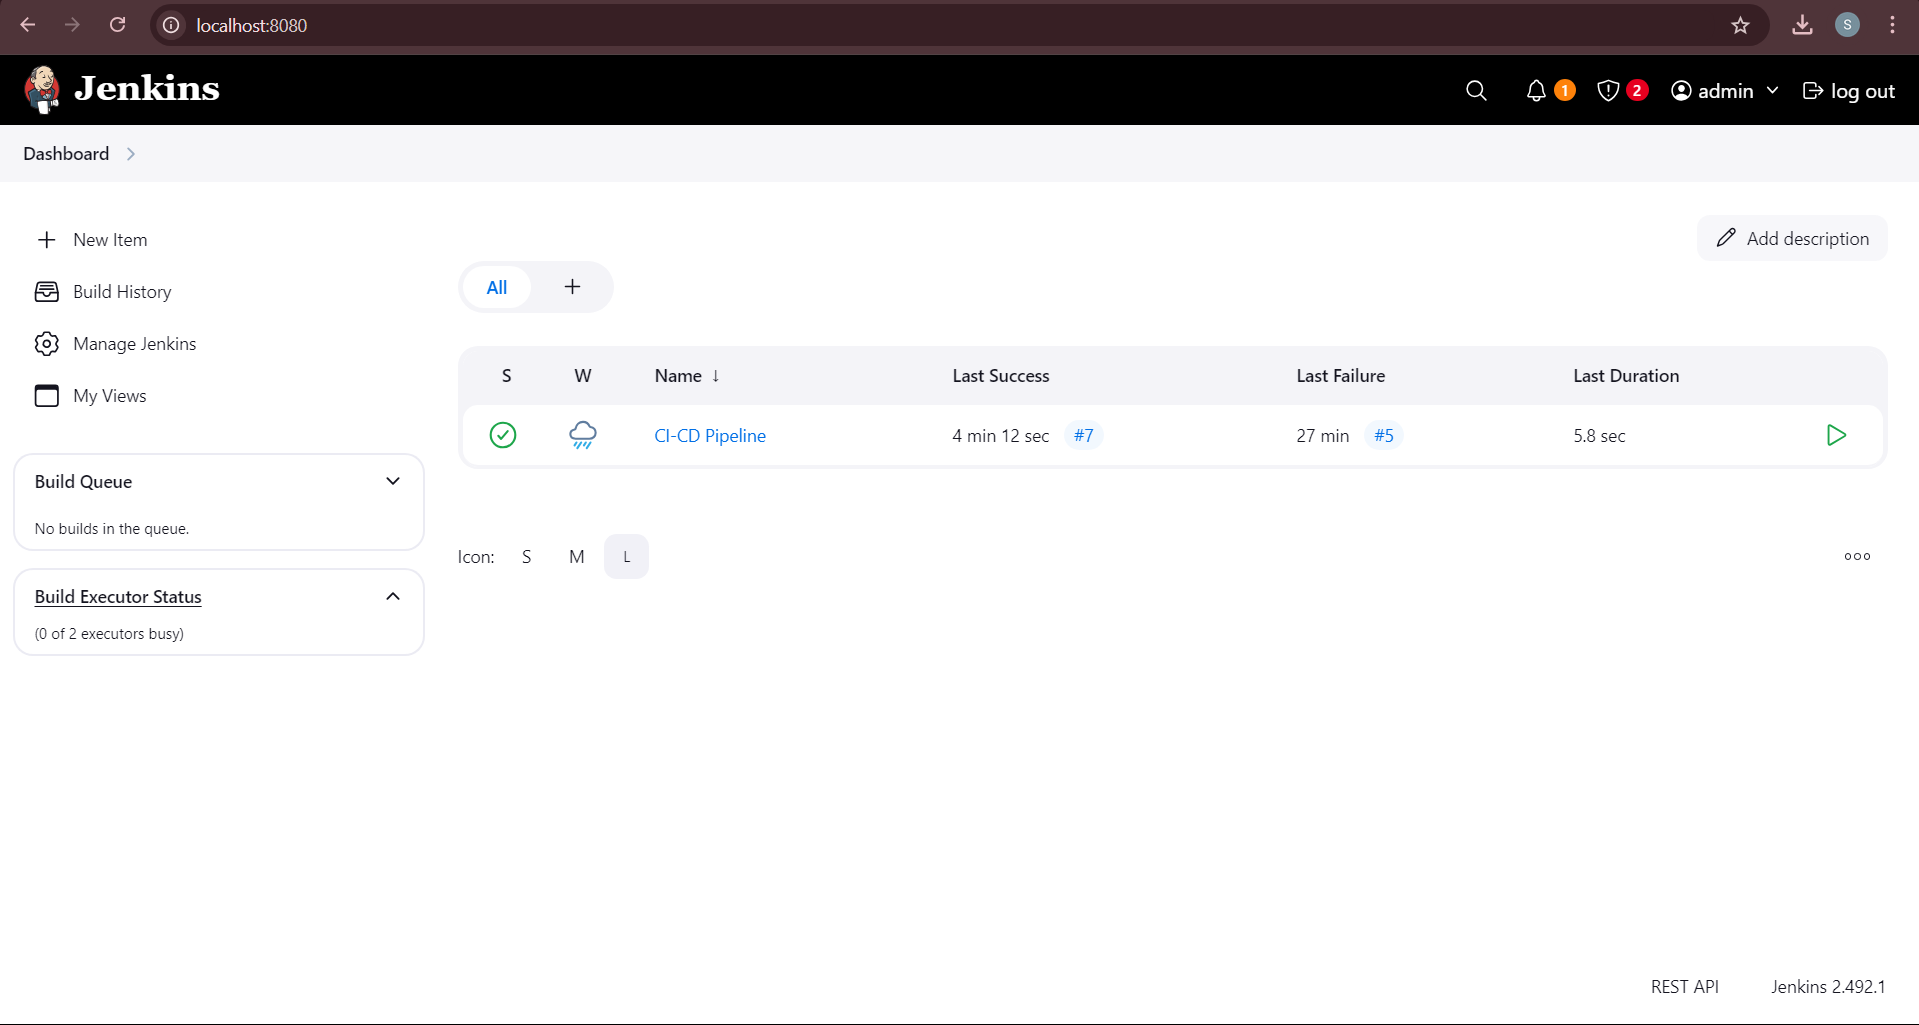 localhost:8080
S
Jenkins
1
2
admin
log out
Dashboard
New Item
Build History
Manage Jenkins
My Views
Add description
All
S W Name ↓ Last Success Last Failure Last Duration
CI-CD Pipeline 4 min 12 sec #7 27 min #5 5.8 sec
Build Queue
No builds in the queue.
Build Executor Status
(0 of 2 executors busy)
Icon: S M L
REST API
Jenkins 2.492.1